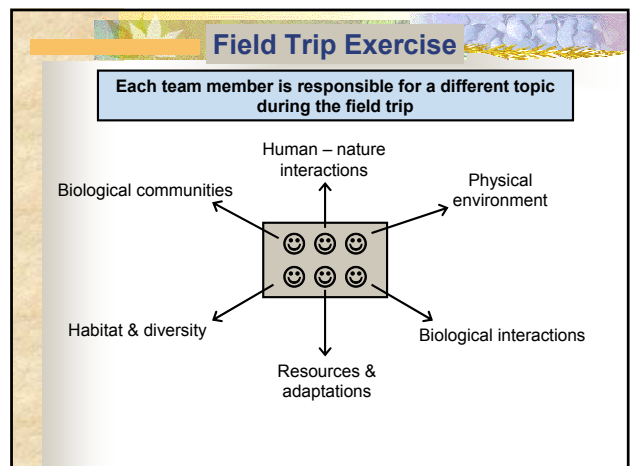 Field Trip Exercise
Each team member is responsible for a different topic
during the field trip
Human – nature
interactions
Biological communities
Physical
environment
Habitat & diversity
Biological interactions
Resources &
adaptations